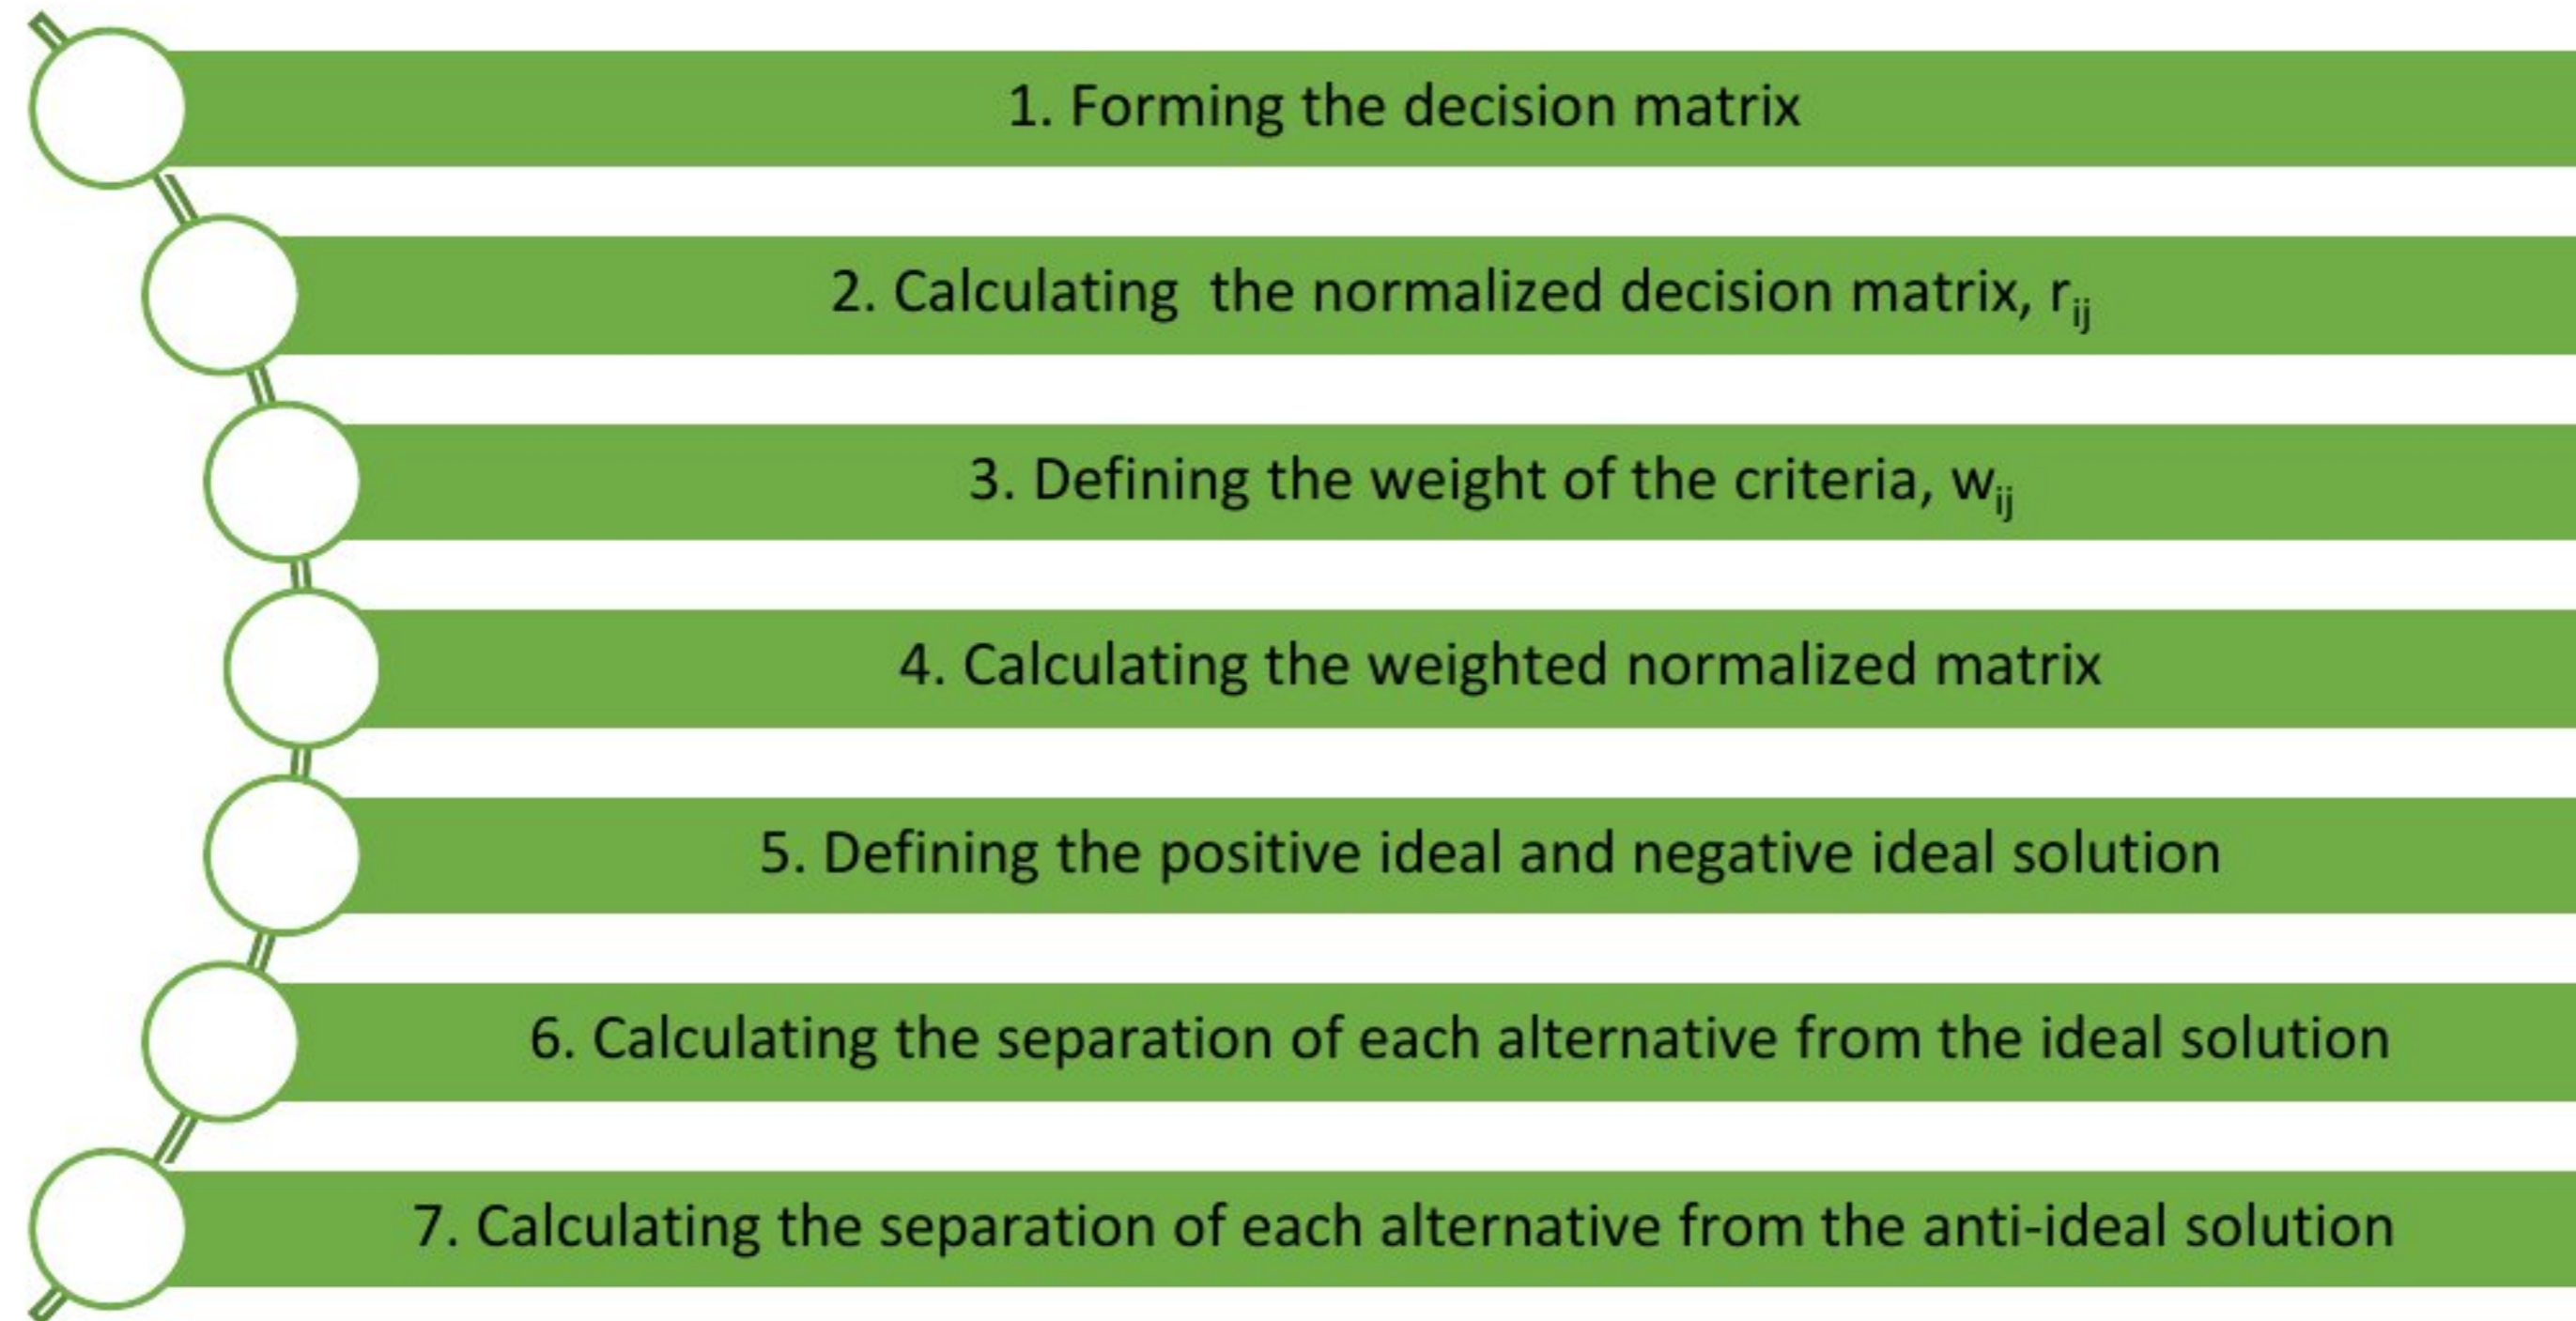 1. Forming the decision matrix
2. Calculating  the normalized decision matrix, rij
3. Defining the weight of the criteria, wij
4. Calculating the weighted normalized matrix
5. Defining the positive ideal and negative ideal solution
6. Calculating the separation of each alternative from the ideal solution
7. Calculating the separation of each alternative from the anti-ideal solution